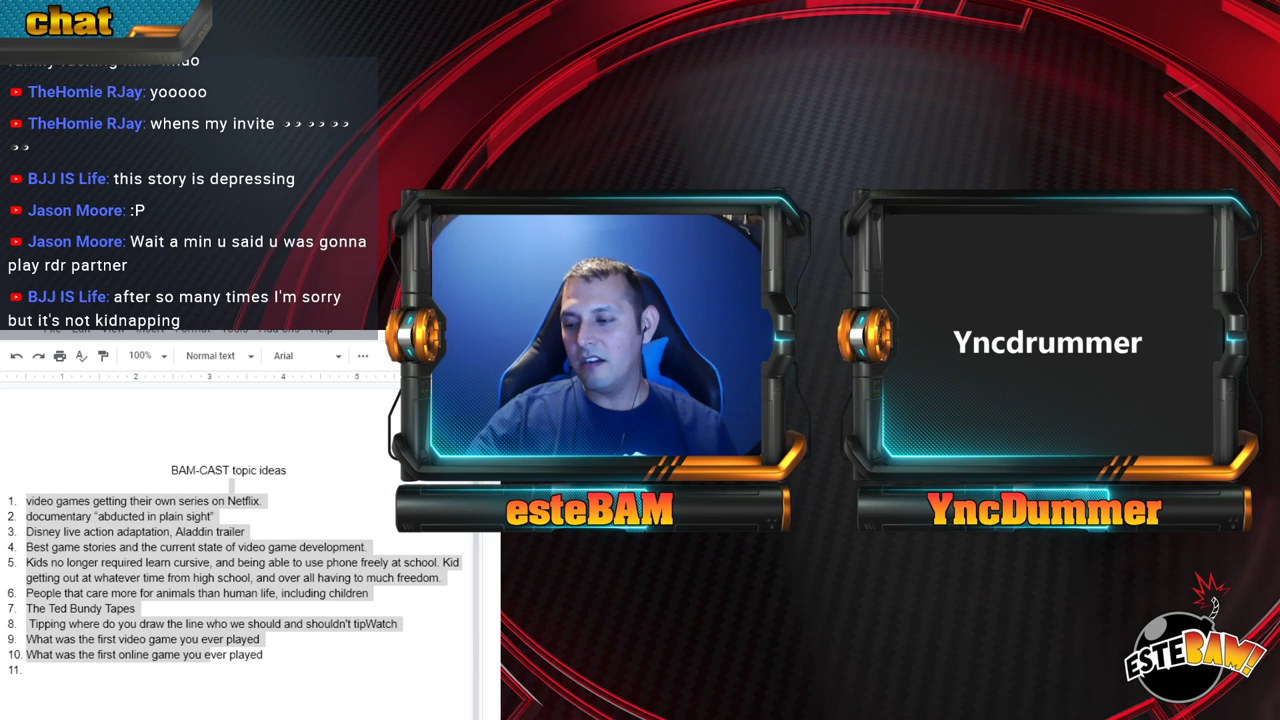 chat
TheHomie RJay: yooooo
TheHomie RJay: whens my invite
BJJ IS Life: this story is depressing
Jason Moore: :P
Jason Moore: Wait a min u said u was gonna
play rdr partner
BJJ IS Life: after so many times I'm sorry
but it's not kidnapping
100% Normal text Arial
1 2 3 4 5
BAM-CAST topic ideas
1. video games getting their own series on Netflix.
2. documentary "abducted in plain sight"
3. Disney live action adaptation, Aladdin trailer
4. Best game stories and the current state of video game development.
5. Kids no longer required learn cursive, and being able to use phone freely at school. Kid
getting out at whatever time from high school, and over all having to much freedom.
6. People that care more for animals than human life, including children
7. The Ted Bundy Tapes
8. Tipping where do you draw the line who we should and shouldn't tipWatch
9. What was the first video game you ever played
10. What was the first online game you ever played
11.
esteBAM
Yncdrummer
YncDummer
ESTEBAM!